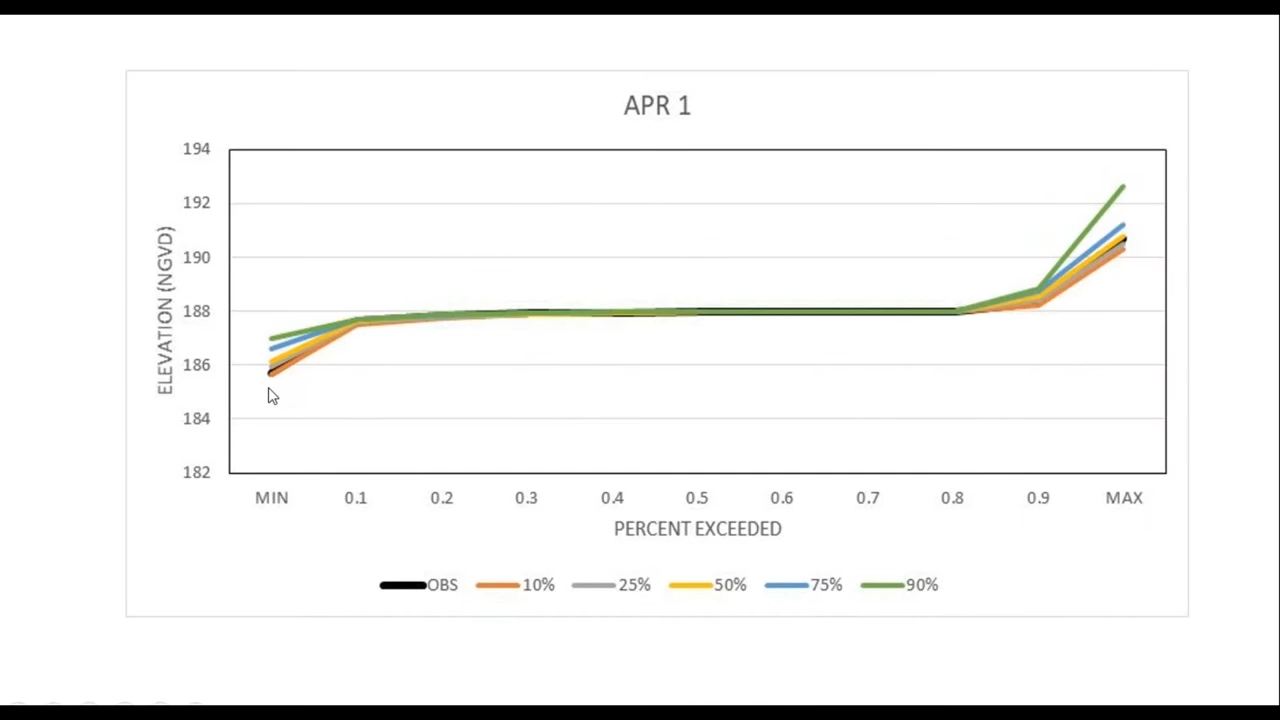 APR 1
194
192
190
188
186
184
182
ELEVATION (NGVD)
MIN 0.1 0.2 0.3 0.4 0.5 0.6 0.7 0.8 0.9 MAX
PERCENT EXCEEDED
OBS 10% 25% 50% 75% 90%